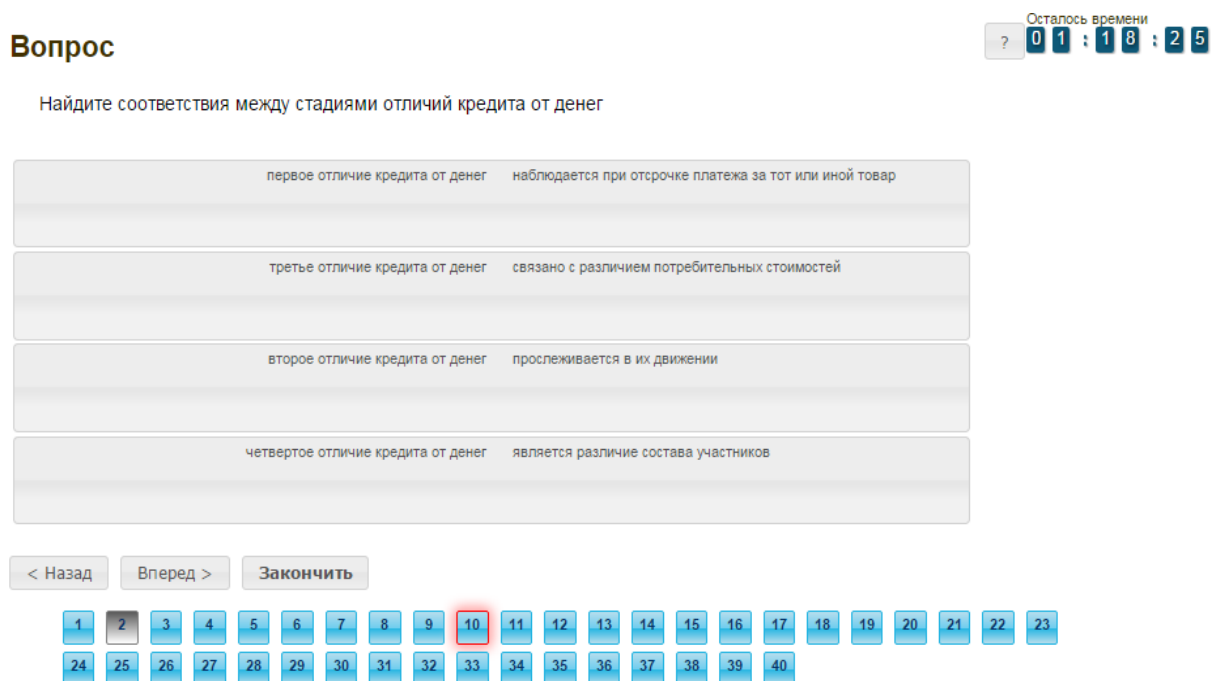 Осталось времени
? 01:18:25
Вопрос
Найдите соответствия между стадиями отличий кредита от денег
первое отличие кредита от денег наблюдается при отсрочке платежа за тот или иной товар
третье отличие кредита от денег связано с различием потребительных стоимостей
второе отличие кредита от денег прослеживается в их движении
четвертое отличие кредита от денег является различие состава участников
< Назад Вперед > Закончить
1 2 3 4 5 6 7 8 9 10 11 12 13 14 15 16 17 18 19 20 21 22 23
24 25 26 27 28 29 30 31 32 33 34 35 36 37 38 39 40